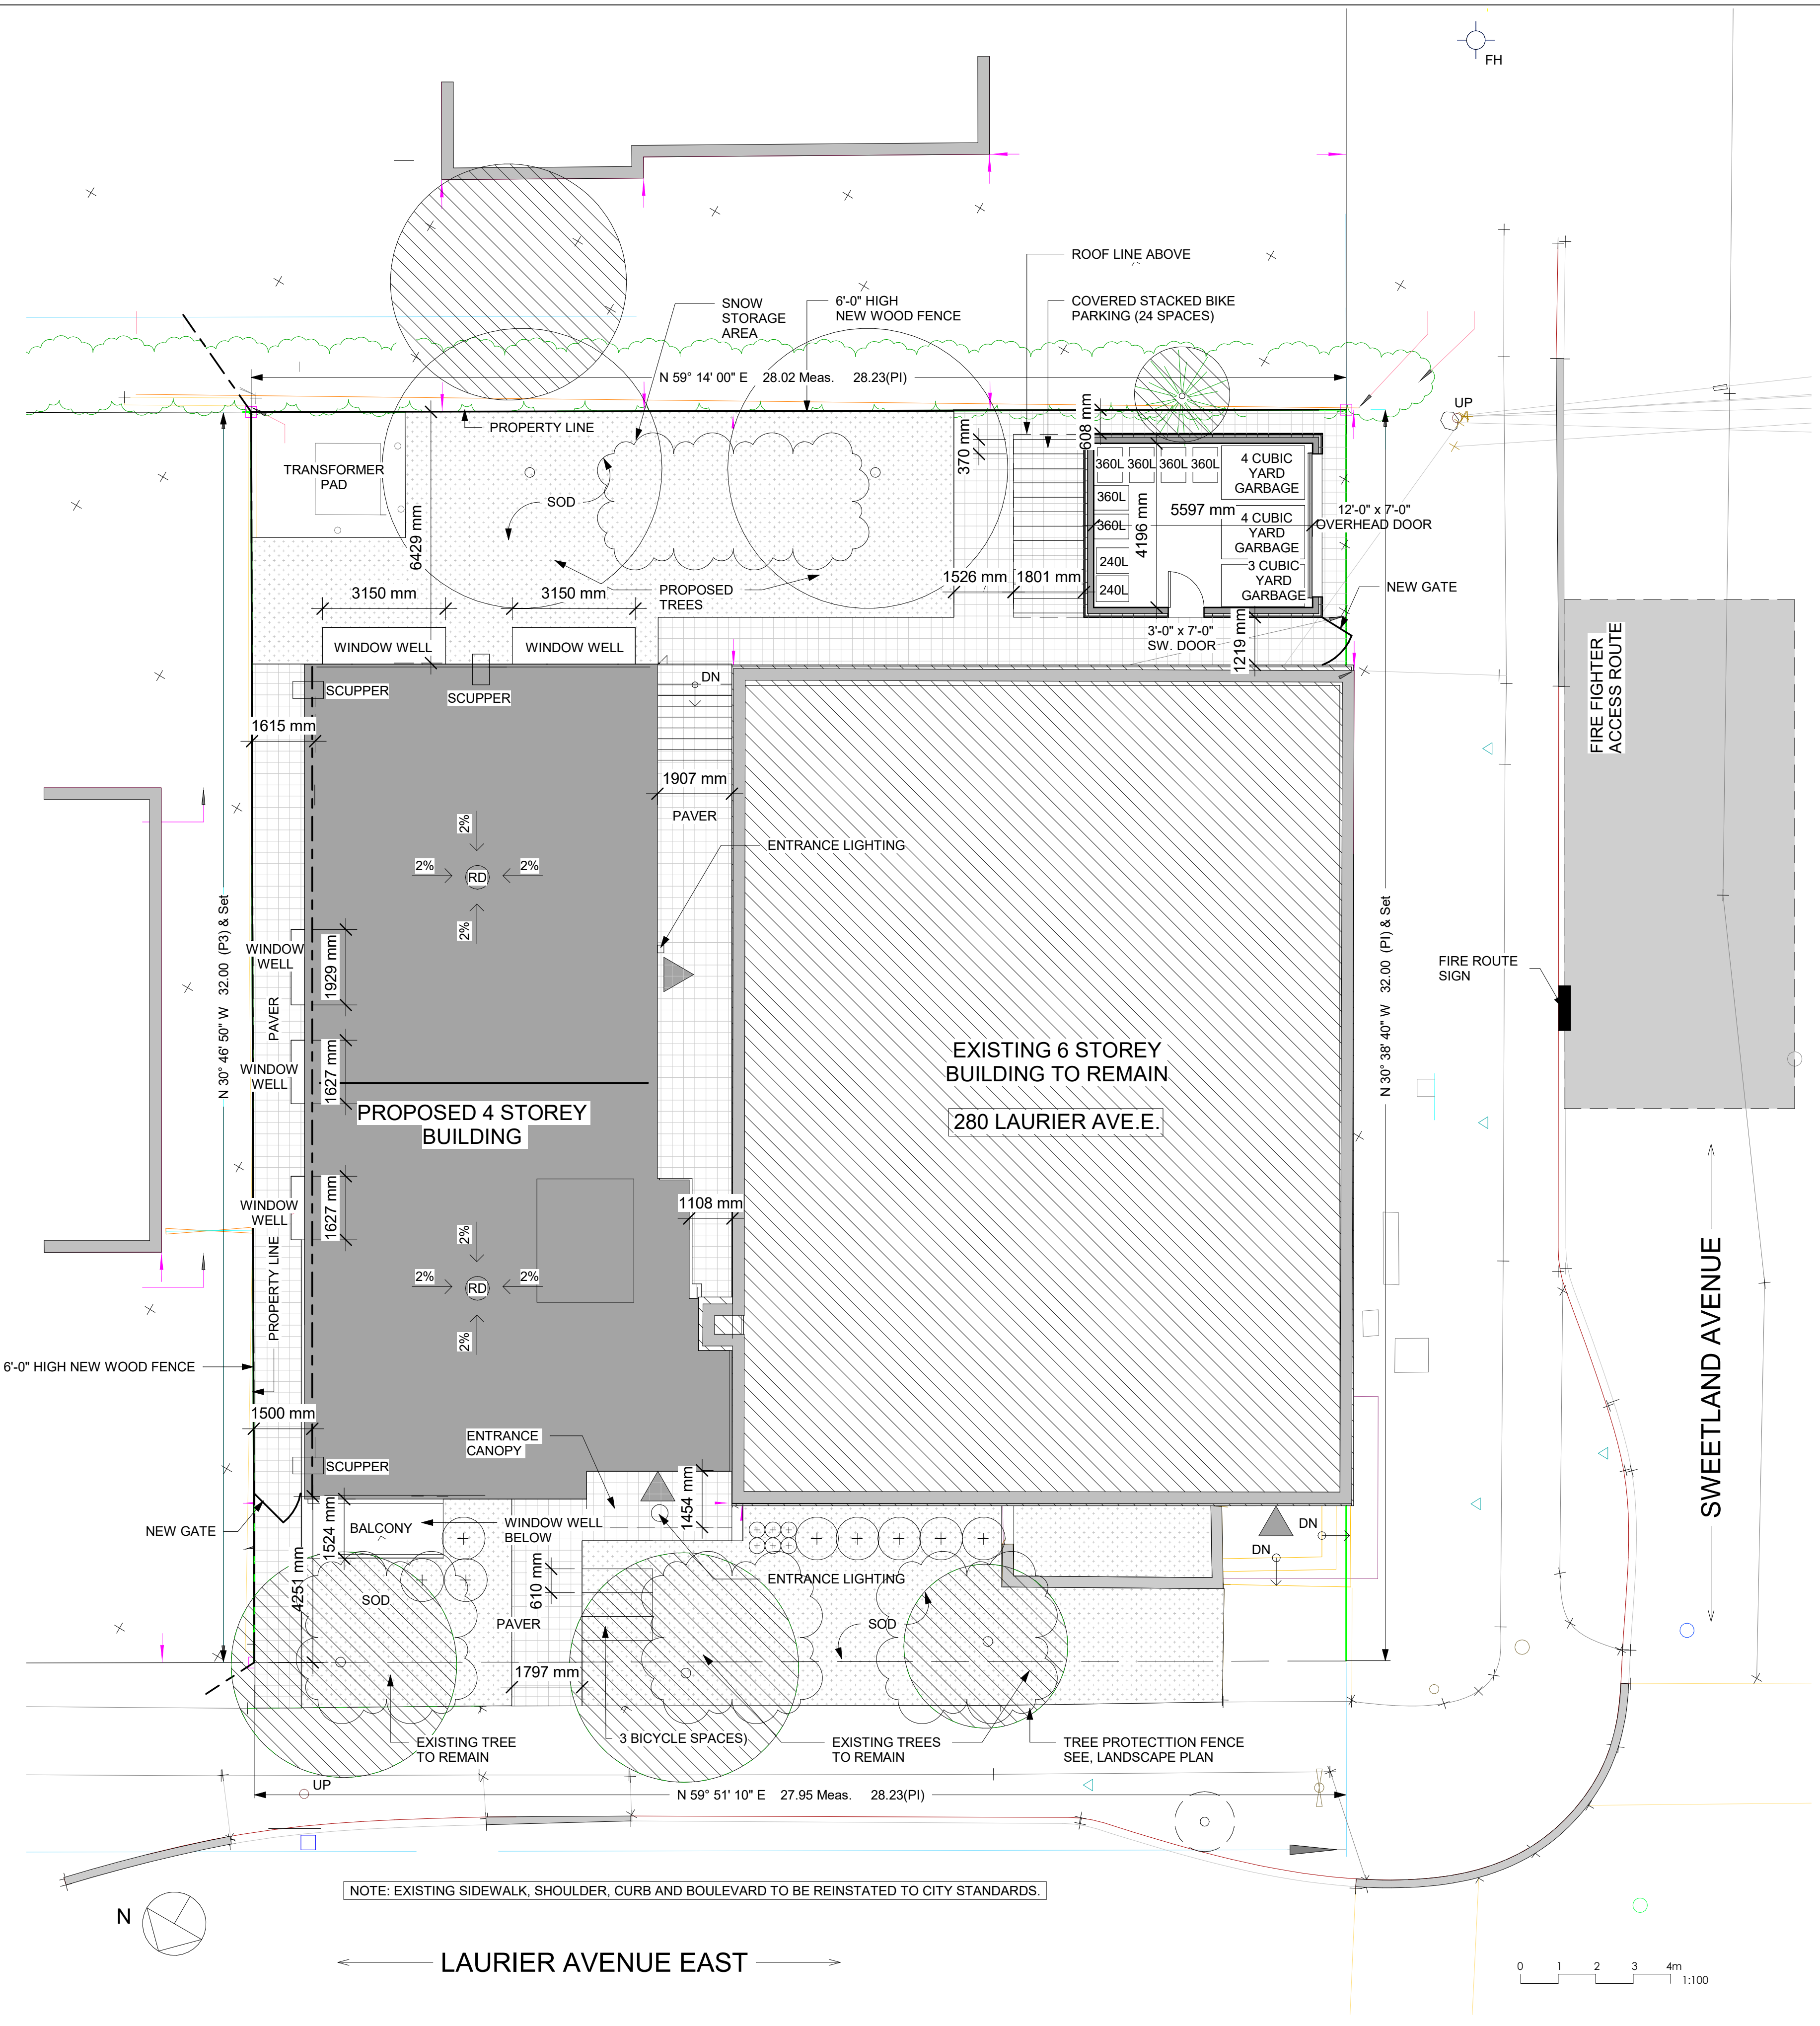 FH
ROOF LINE ABOVE
SNOW
STORAGE
AREA
6'-0" HIGH
NEW WOOD FENCE
COVERED STACKED BIKE
PARKING (24 SPACES)
N 59° 14' 00" E 28.02 Meas. 28.23(PI)
UP
PROPERTY LINE
608 mm
370 mm
TRANSFORMER
PAD
SOD
6429 mm
360L
360L
360L
360L
4 CUBIC
YARD
GARBAGE
360L
5597 mm
12'-0" x 7'-0"
OVERHEAD DOOR
360L
4196 mm
4 CUBIC
YARD
GARBAGE
240L
3 CUBIC
YARD
GARBAGE
240L
1526 mm
1801 mm
NEW GATE
3150 mm
3150 mm
PROPOSED
TREES
3'-0" x 7'-0"
SW. DOOR
1219 mm
WINDOW WELL
WINDOW WELL
FIRE FIGHTER
ACCESS ROUTE
SCUPPER
SCUPPER
DN
1615 mm
1907 mm
PAVER
ENTRANCE LIGHTING
2%
2%
RD
2%
2%
N 30° 46' 50" W 32.00 (P3) & Set
WINDOW
WELL
1929 mm
PAVER
N 30° 38' 40" W 32.00 (PI) & Set
FIRE ROUTE
SIGN
WINDOW
WELL
1627 mm
EXISTING 6 STOREY
BUILDING TO REMAIN
280 LAURIER AVE.E.
PROPOSED 4 STOREY
BUILDING
WINDOW
WELL
1627 mm
1108 mm
PROPERTY LINE
2%
2%
RD
2%
2%
SWEETLAND AVENUE
6'-0" HIGH NEW WOOD FENCE
1500 mm
ENTRANCE
CANOPY
SCUPPER
1454 mm
NEW GATE
1524 mm
BALCONY
WINDOW WELL
BELOW
DN
DN
4251 mm
610 mm
ENTRANCE LIGHTING
SOD
PAVER
SOD
1797 mm
EXISTING TREE
TO REMAIN
3 BICYCLE SPACES)
EXISTING TREES
TO REMAIN
TREE PROTECTTION FENCE
SEE, LANDSCAPE PLAN
UP
N 59° 51' 10" E 27.95 Meas. 28.23(PI)
NOTE: EXISTING SIDEWALK, SHOULDER, CURB AND BOULEVARD TO BE REINSTATED TO CITY STANDARDS.
N
LAURIER AVENUE EAST
0 1 2 3 4m
1:100